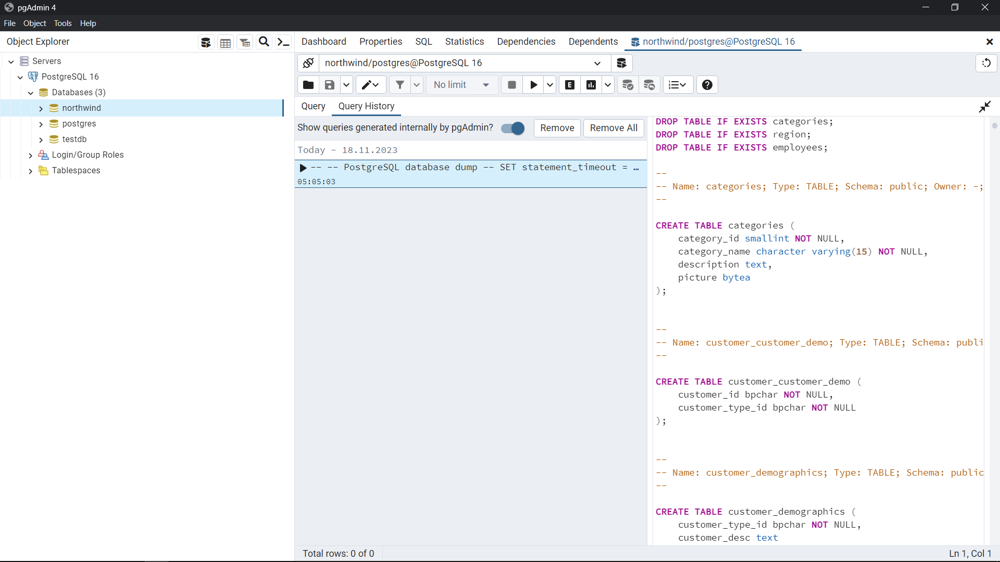 pgAdmin 4
File Object Tools Help
Object Explorer
Dashboard Properties SQL Statistics Dependencies Dependents northwind/postgres@PostgreSQL 16
Servers
PostgreSQL 16
Databases (3)
northwind
postgres
testdb
Login/Group Roles
Tablespaces
northwind/postgres@PostgreSQL 16
No limit
E
Query Query History
Show queries generated internally by pgAdmin? Remove Remove All
Today - 18.11.2023
-- -- PostgreSQL database dump -- SET statement_timeout = …
05:05:03
DROP TABLE IF EXISTS categories;
DROP TABLE IF EXISTS region;
DROP TABLE IF EXISTS employees;
--
-- Name: categories; Type: TABLE; Schema: public; Owner: -;
--
CREATE TABLE categories (
category_id smallint NOT NULL,
category_name character varying(15) NOT NULL,
description text,
picture bytea
);
--
-- Name: customer_customer_demo; Type: TABLE; Schema: publi
--
CREATE TABLE customer_customer_demo (
customer_id bpchar NOT NULL,
customer_type_id bpchar NOT NULL
);
--
-- Name: customer_demographics; Type: TABLE; Schema: public
--
CREATE TABLE customer_demographics (
customer_type_id bpchar NOT NULL,
customer_desc text
Total rows: 0 of 0
Ln 1, Col 1